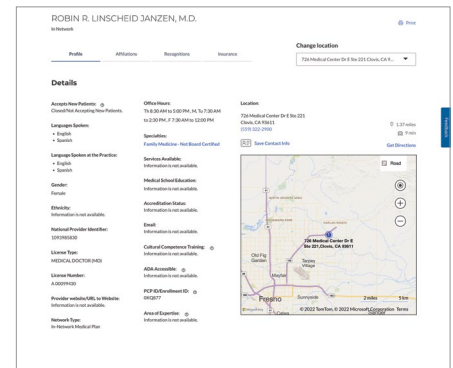 ROBIN R. LINSCHEID JANZEN, M.D.
In-Network
Print
Profile
Affiliations
Recognitions
Insurance
Change location
726 Medical Center Dr E Ste 221 Clovis, CA 9...
Details
Accepts New Patients:
Closed/Not Accepting New Patients.
Languages Spoken:
• English
• Spanish
Language Spoken at the Practice:
• English
• Spanish
Gender:
Female
Ethnicity:
Information is not available.
National Provider Identifier:
License Type:
MEDICAL DOCTOR (MD)
License Number:
Provider website/URL to Website:
Information is not available.
Network Type:
In-Network Medical Plan
Office Hours:
Th 8:30 AM to 5:00 PM, M, Tu 7:30 AM
to 2:30 PM, F 7:30 AM to 12:00 PM
Specialties:
Family Medicine - Not Board Certified
Services Available:
Information is not available.
Medical School Education:
Information is not available.
Accreditation Status:
Information is not available.
Email:
Information is not available.
Cultural Competence Training:
Information is not available.
ADA Accessible:
Information is not available.
PCP ID/Enrollment ID:
0KQ877
Area of Expertise:
Information is not available.
Location:
726 Medical Center Dr E Ste 221
Clovis, CA 93611
(559) 322-2900
Save Contact Info
1.37 miles
9 min
Get Directions
Road
726 Medical Center Dr E
Ste 221,Clovis, CA 93611
Old Fig
Garden
Tarpey
Village
Mayfair
Fresno
Sunnyside
2 miles
5 km
© 2022 TomTom, © 2022 Microsoft Corporation Terms
Feedback